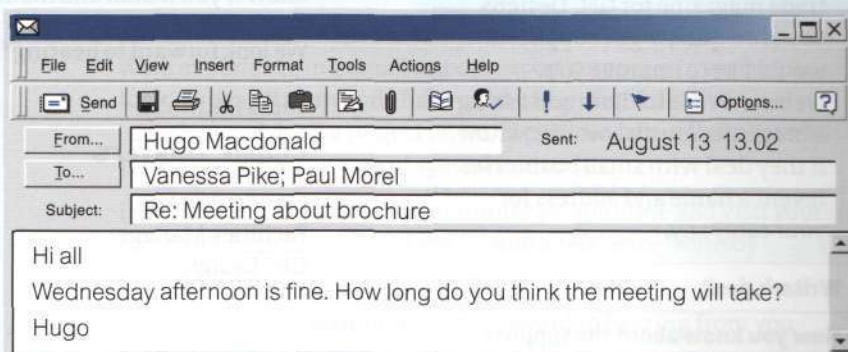 File Edit View Insert Format Tools Actions Help
Send Options...
From... Hugo Macdonald Sent: August 13 13.02
To... Vanessa Pike; Paul Morel
Subject: Re: Meeting about brochure
Hi all
Wednesday afternoon is fine. How long do you think the meeting will take?
Hugo